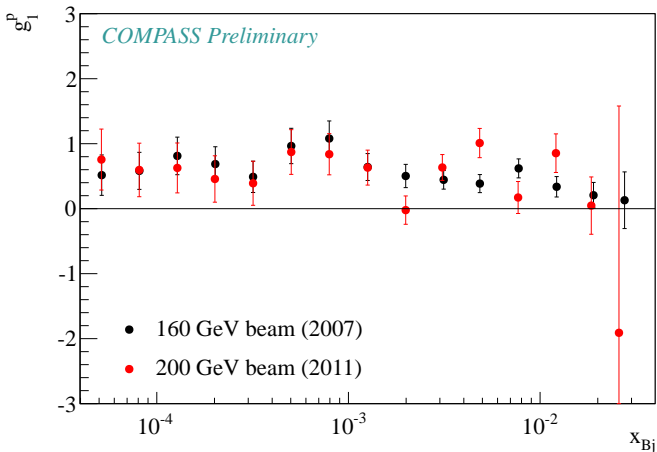 g₁ᵖ
COMPASS Preliminary
3
2
1
0
-1
-2
-3
160 GeV beam (2007)
200 GeV beam (2011)
10⁻⁴
10⁻³
10⁻²
x_Bj